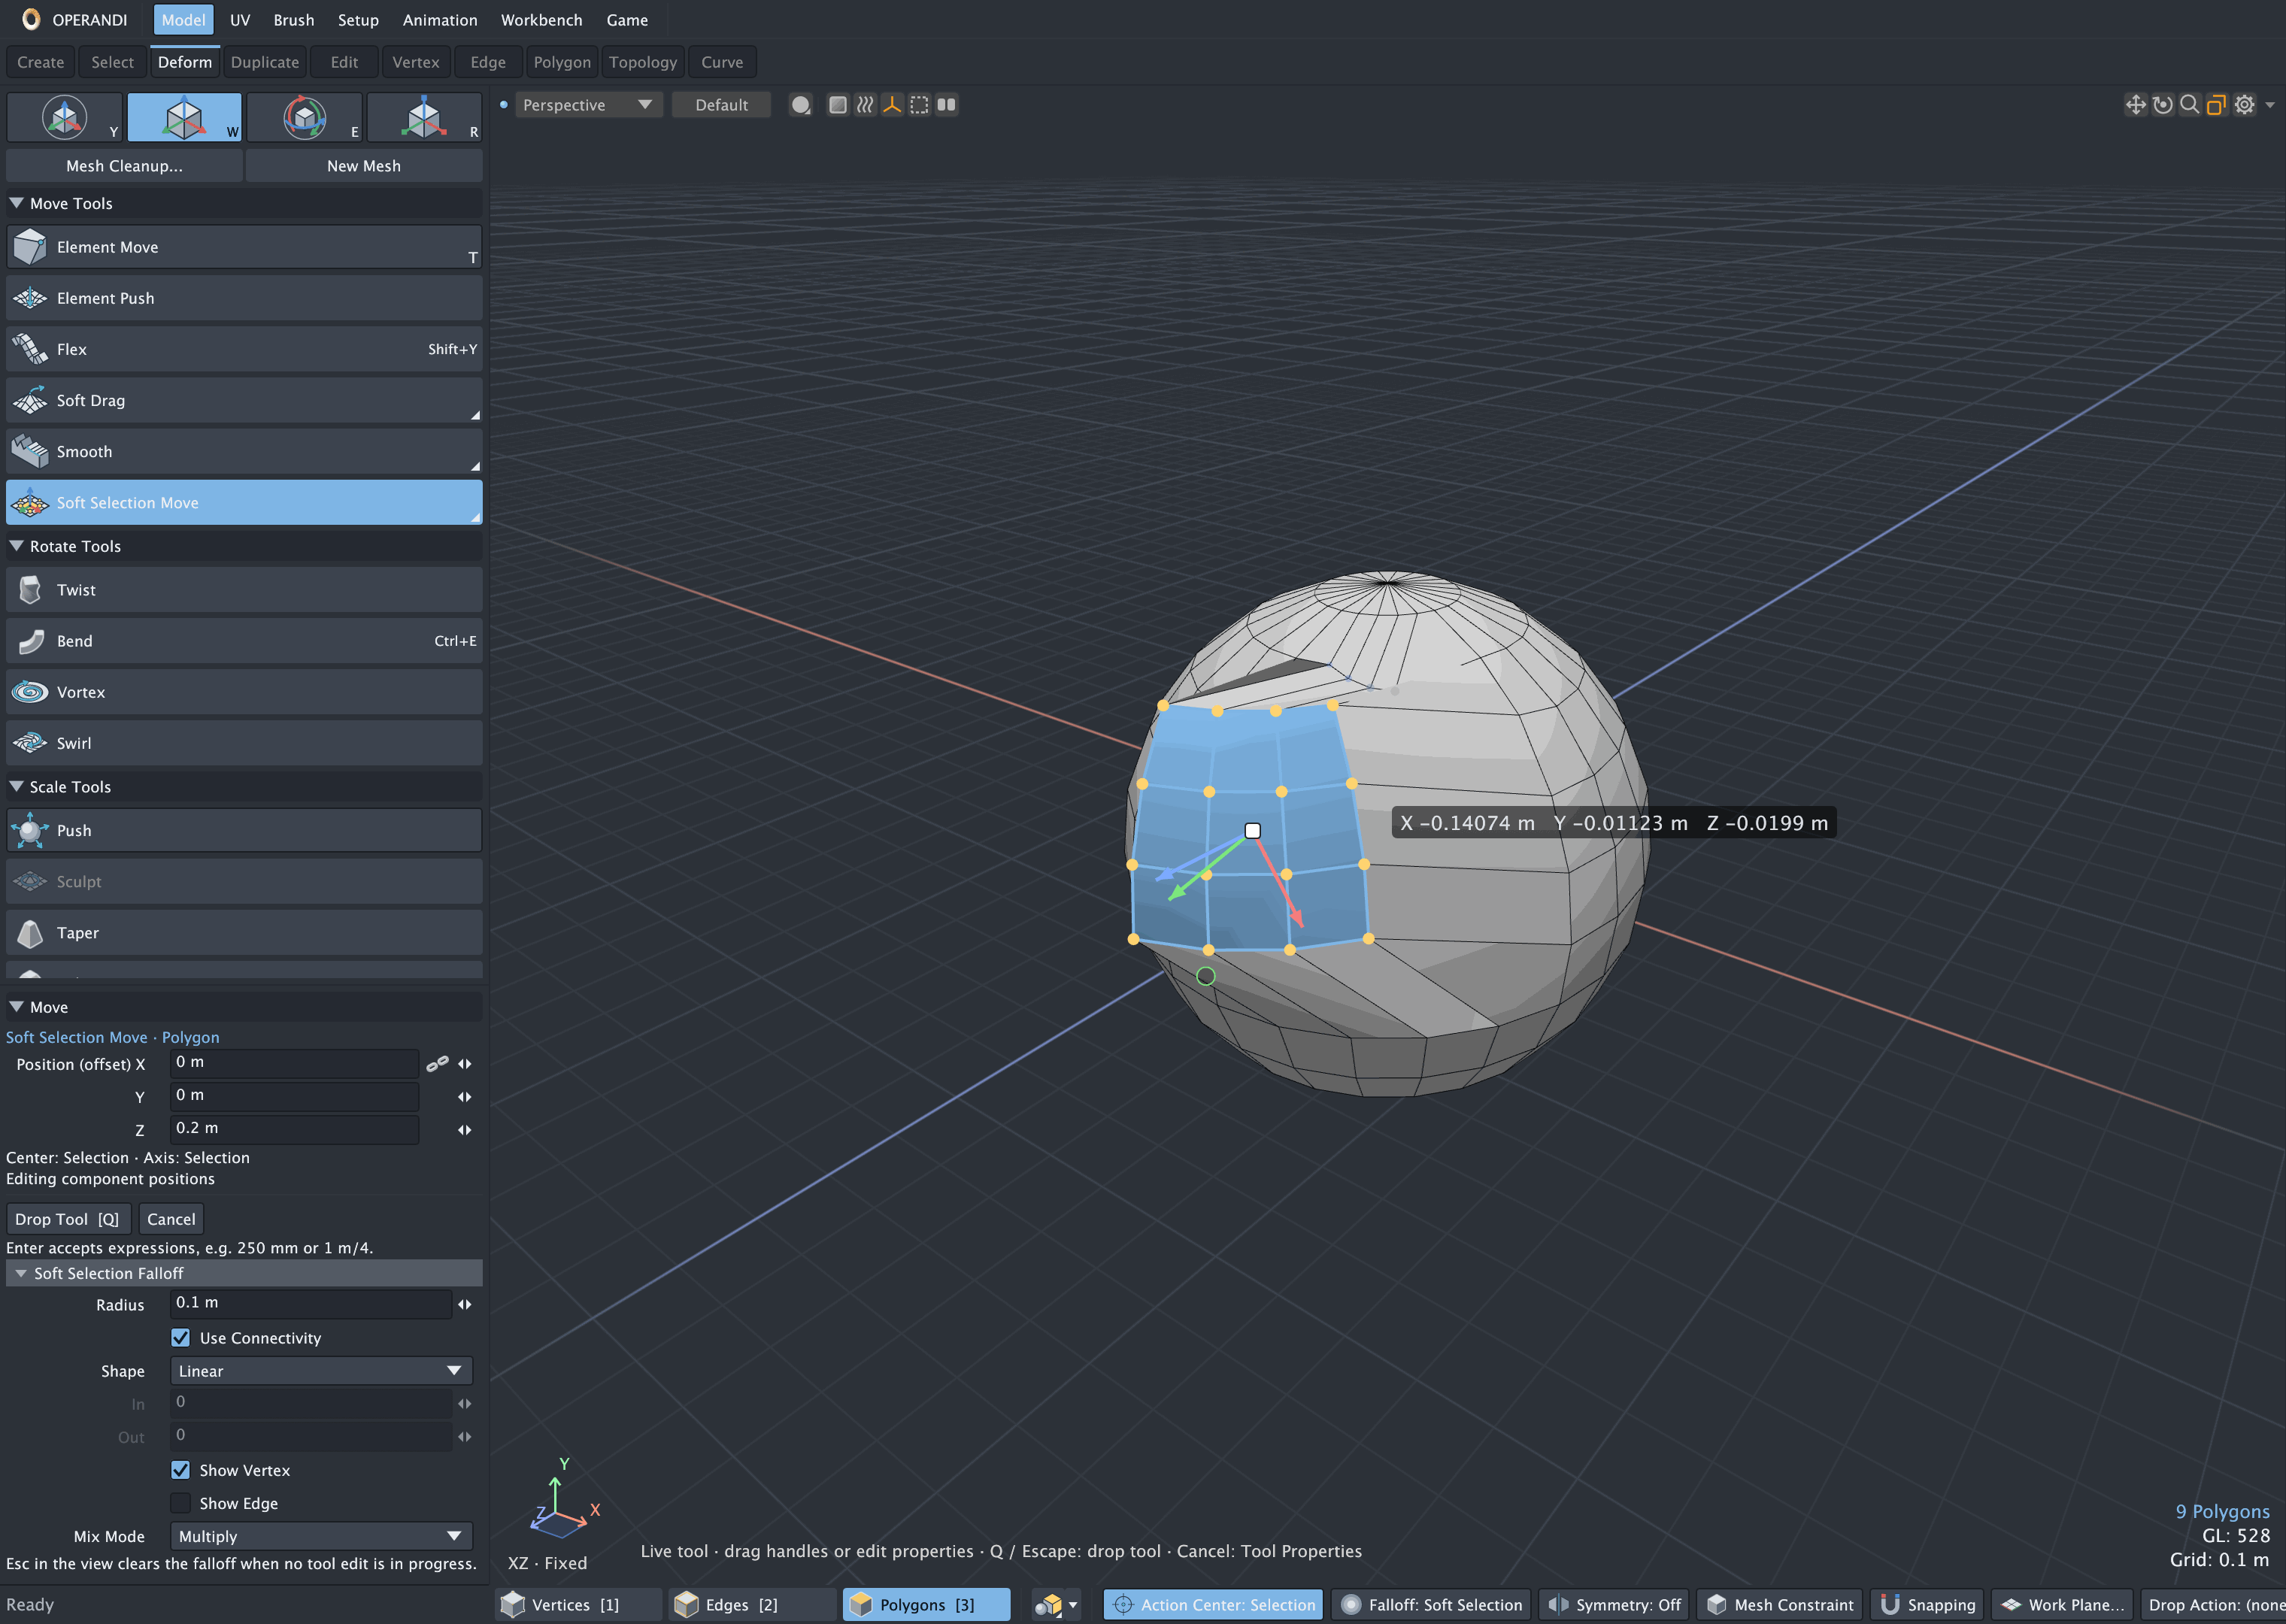 OPERANDI Model UV Brush Setup Animation Workbench Game
Create Select Deform Duplicate Edit Vertex Edge Polygon Topology Curve
Y W E R
Perspective Default
Mesh Cleanup... New Mesh
Move Tools
Element Move T
Element Push
Flex Shift+Y
Soft Drag
Smooth
Soft Selection Move
Rotate Tools
Twist
Bend Ctrl+E
Vortex
Swirl
Scale Tools
Push
Sculpt
Taper
Move
Soft Selection Move · Polygon
Position (offset) X 0 m
Y 0 m
Z 0.2 m
Center: Selection · Axis: Selection
Editing component positions
Drop Tool [Q] Cancel
Enter accepts expressions, e.g. 250 mm or 1 m/4.
Soft Selection Falloff
Radius 0.1 m
Use Connectivity
Shape Linear
In 0
Out 0
Show Vertex
Show Edge
Mix Mode Multiply
Esc in the view clears the falloff when no tool edit is in progress.
X -0.14074 m Y -0.01123 m Z -0.0199 m
Y
Z X
XZ · Fixed
Live tool · drag handles or edit properties · Q / Escape: drop tool · Cancel: Tool Properties
9 Polygons
GL: 528
Grid: 0.1 m
Ready Vertices [1] Edges [2] Polygons [3] Action Center: Selection Falloff: Soft Selection Symmetry: Off Mesh Constraint Snapping Work Plane... Drop Action: (none